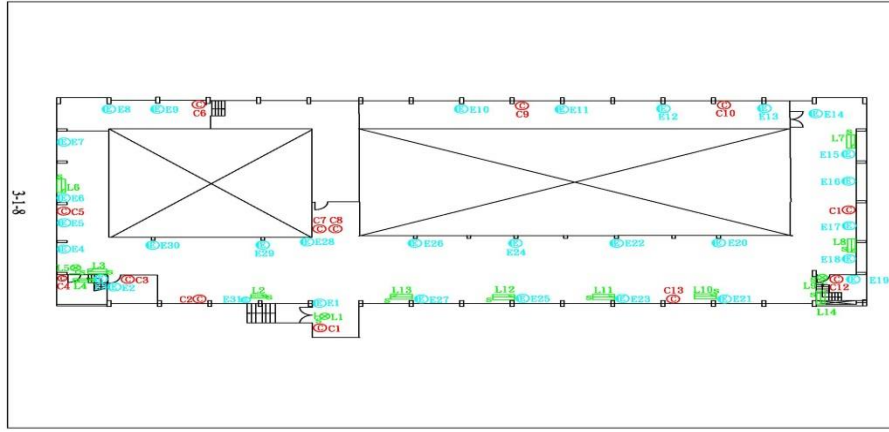 E8
E9
C6
E10
C9
E11
E12
C10
E13
E14
E7
L7
E15
L6
E6
E16
C5
C1
E5
C7 C8
E17
E4
E30
E29
E28
E26
E24
E22
E20
L8
E18
L5
L3
C4
L4
C3
E2
C12
E19
C2
L2
E31
E1
L13
E27
L12
E25
L11
E23
C13
L10
E21
L14
L1
C1
3-1-8